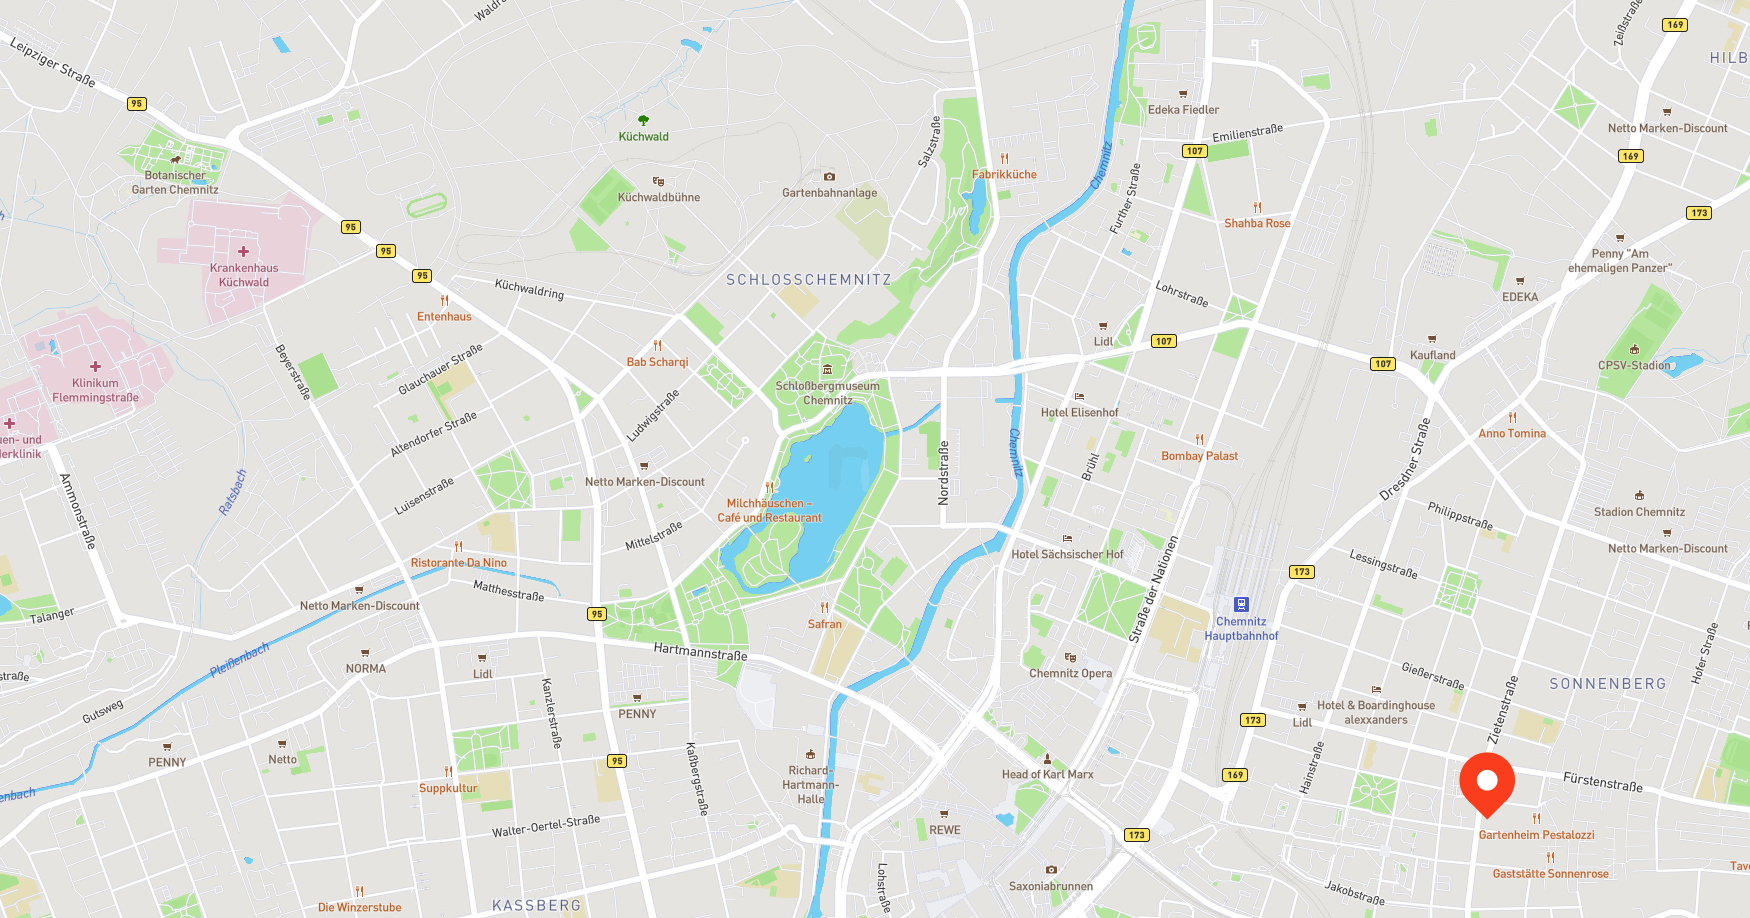 Waldr
169
Zeißstraße
HILB
Leipziger Straße
95
Edeka Fiedler
Küchwald
Salzstraße
Emilienstraße
Netto Marken-Discount
107
169
Chemnitz
Botanischer
Garten Chemnitz
Fabrikküche
Küchwaldbühne
Gartenbahnanlage
Further Straße
173
95
Shahba Rose
95
Krankenhaus
Küchwald
95
Penny "Am
ehemaligen Panzer"
SCHLOSSCHEMNITZ
Küchwaldring
Lohrstraße
EDEKA
Entenhaus
Lidl
107
Kaufland
Bab Scharqi
107
CPSV-Stadion
Beyerstraße
Glauchauer Straße
Klinikum
Flemmingstraße
Schloßbergmuseum
Chemnitz
Hotel Elisenhof
Ludwigstraße
Altendorfer Straße
uen- und
derklinik
Anno Tomina
Bombay Palast
Chemnitz
Brühl
Nordstraße
Dresdner Straße
Netto Marken-Discount
Ratsbach
Luisenstraße
Ammonstraße
Milchhäuschen -
Café und Restaurant
Stadion Chemnitz
Philippstraße
Mittelstraße
Netto Marken-Discount
Hotel Sächsischer Hof
Ristorante Da Nino
Lessingstraße
173
Straße der Nationen
Matthesstraße
Netto Marken-Discount
95
Talanger
Safran
Chemnitz
Hauptbahnhof
Hartmannstraße
Pleißenbach
Hofer Straße
NORMA
Lidl
Chemnitz Opera
straße
Gießerstraße
SONNENBERG
Kanzlerstraße
Gutsweg
PENNY
Hotel & Boardinghouse
alexxanders
Zietenstraße
173
Lidl
PENNY
Netto
95
Kaßbergstraße
Richard-
Hartmann-
Halle
Head of Karl Marx
169
Hainstraße
Fürstenstraße
Suppkultur
enbach
Walter-Oertel-Straße
REWE
173
Gartenheim Pestalozzi
Saxoniabrunnen
Lohstraße
Gaststätte Sonnenrose
Tav
Jakobstraße
Die Winzerstube
KASSBERG